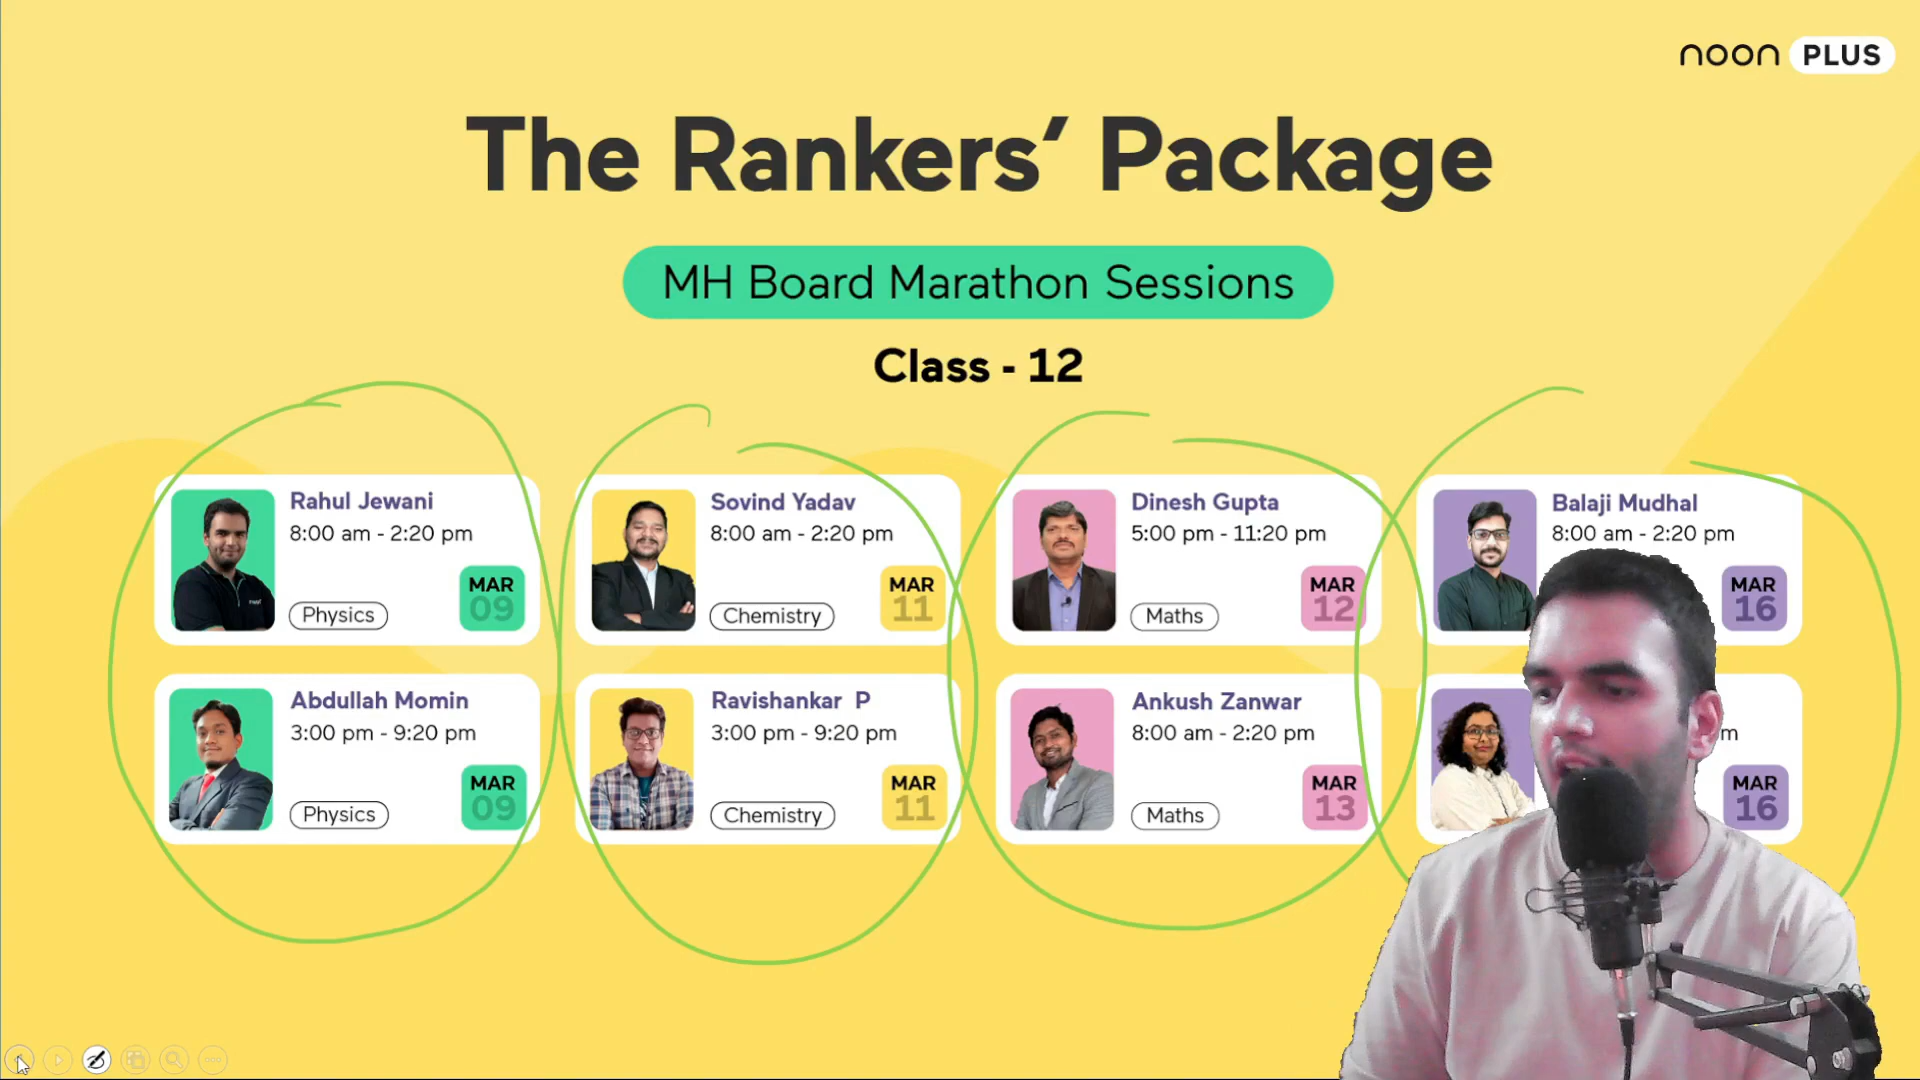 noon PLUS
The Rankers' Package
MH Board Marathon Sessions
Class - 12
Rahul Jewani
8:00 am - 2:20 pm
Physics
MAR
09
Sovind Yadav
8:00 am - 2:20 pm
Chemistry
MAR
11
Dinesh Gupta
5:00 pm - 11:20 pm
Maths
MAR
12
Balaji Mudhal
8:00 am - 2:20 pm
MAR
16
Abdullah Momin
3:00 pm - 9:20 pm
Physics
MAR
09
Ravishankar P
3:00 pm - 9:20 pm
Chemistry
MAR
11
Ankush Zanwar
8:00 am - 2:20 pm
Maths
MAR
13
MAR
16